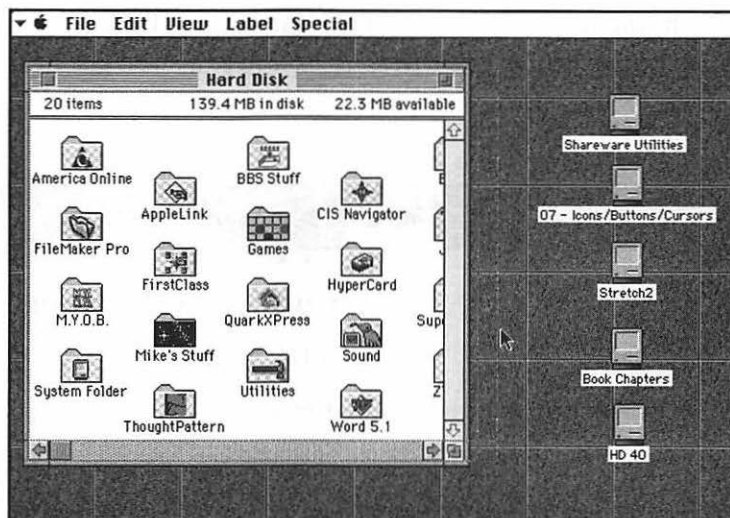 File Edit View Label Special
Hard Disk
20 items 139.4 MB in disk 22.3 MB available
America Online
BBS Stuff
AppleLink
CIS Navigator
FileMaker Pro
Games
FirstClass
HyperCard
M.Y.O.B.
QuarkXPress
Supe
Mike's Stuff
Sound
System Folder
Utilities
Z
ThoughtPattern
Word 5.1
Shareware Utilities
07 - Icons/Buttons/Cursors
Stretch2
Book Chapters
HD 40